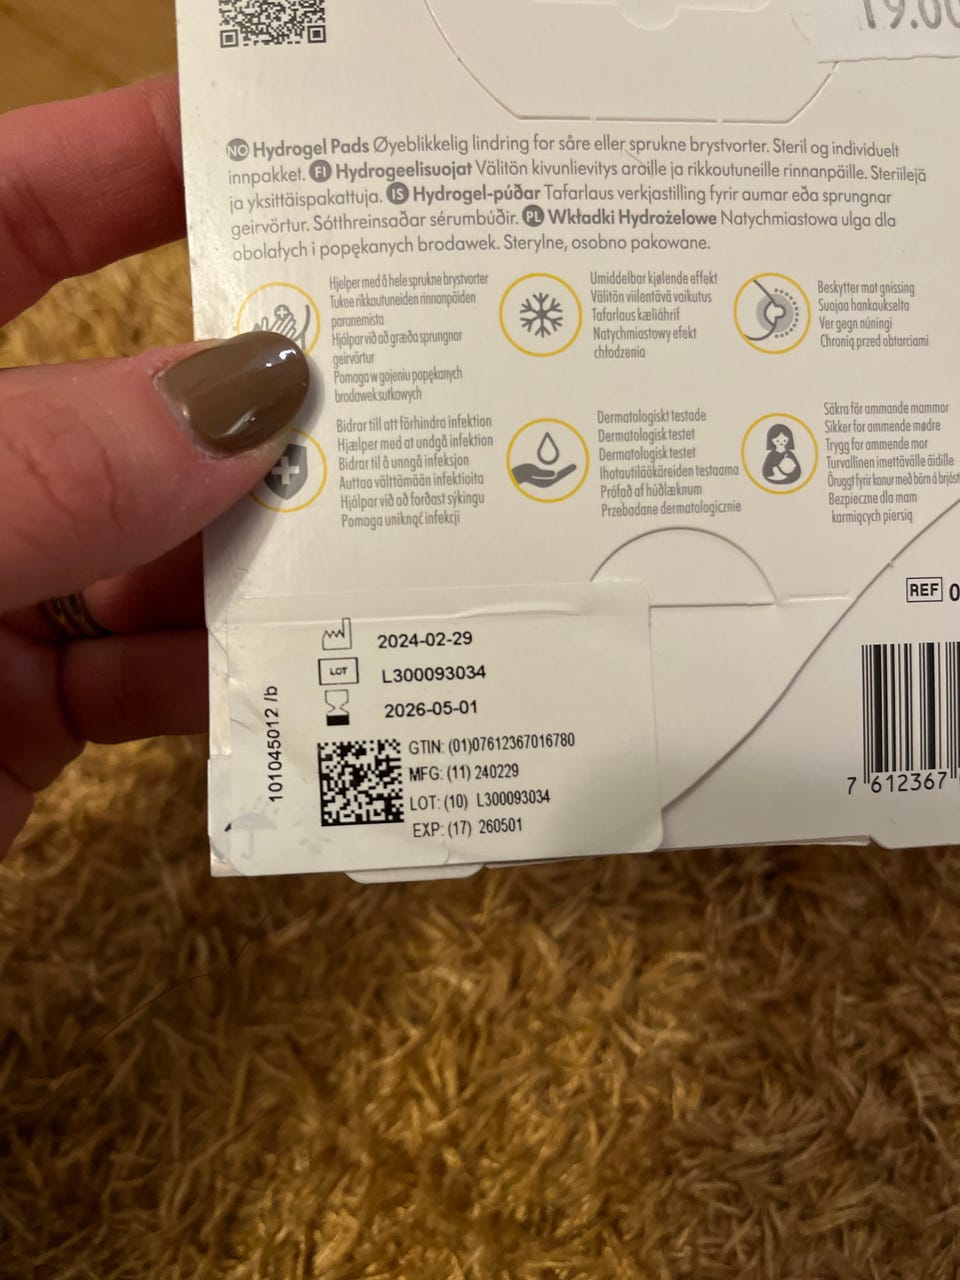 19.00
NO Hydrogel Pads Øyeblikkelig lindring for såre eller sprukne brystvorter. Steril og individuelt
innpakket. FI Hydrogeelisuojat Välitön kivunlievitys aroille ja rikkoutuneille rinnanpäille. Steriilejä
ja yksittäispakattuja. IS Hydrogel-púðar Tafarlaus verkjastilling fyrir aumar eða sprungnar
geirvörtur. Sótthreinsaðar sérumbúðir. PL Wkładki Hydrożelowe Natychmiastowa ulga dla
obolałych i popękanych brodawek. Sterylne, osobno pakowane.
Hjelper med å hele sprukne brystvorter
Tukee rikkoutuneiden rinnanpäiden
paranemista
Hjálpar við að græða sprungnar
geirvörtur
Pomaga w gojeniu popękanych
brodawek sutkowych
Umiddelbar kjølende effekt
Välitön viilentävä vaikutus
Tafarlaus kæliáhrif
Natychmiastowy efekt
chłodzenia
Beskytter mot gnissing
Suojaa hankaukselta
Ver gegn núningi
Chronią przed obtarciami
Bidrar till att förhindra infektion
Hjælper med at undgå infektion
Bidrar til å unngå infeksjon
Auttaa välttämään infektioita
Hjálpar við að forðast sýkingu
Pomaga uniknąć infekcji
Dermatologiskt testade
Dermatologisk testet
Dermatologisk testet
Ihotautilääkäreiden testaama
Prófað af húðlæknum
Przebadane dermatologicznie
Säkra för ammande mammor
Sikker for ammende mødre
Trygg for ammende mor
Turvallinen imettävälle äidille
Öruggt fyrir konur með börn á brjóst
Bezpieczne dla mam
karmiących piersią
REF 0
2024-02-29
LOT L300093034
2026-05-01
101045012 /b
GTIN: (01)07612367016780
MFG: (11) 240229
LOT: (10) L300093034
EXP: (17) 260501
7 612367